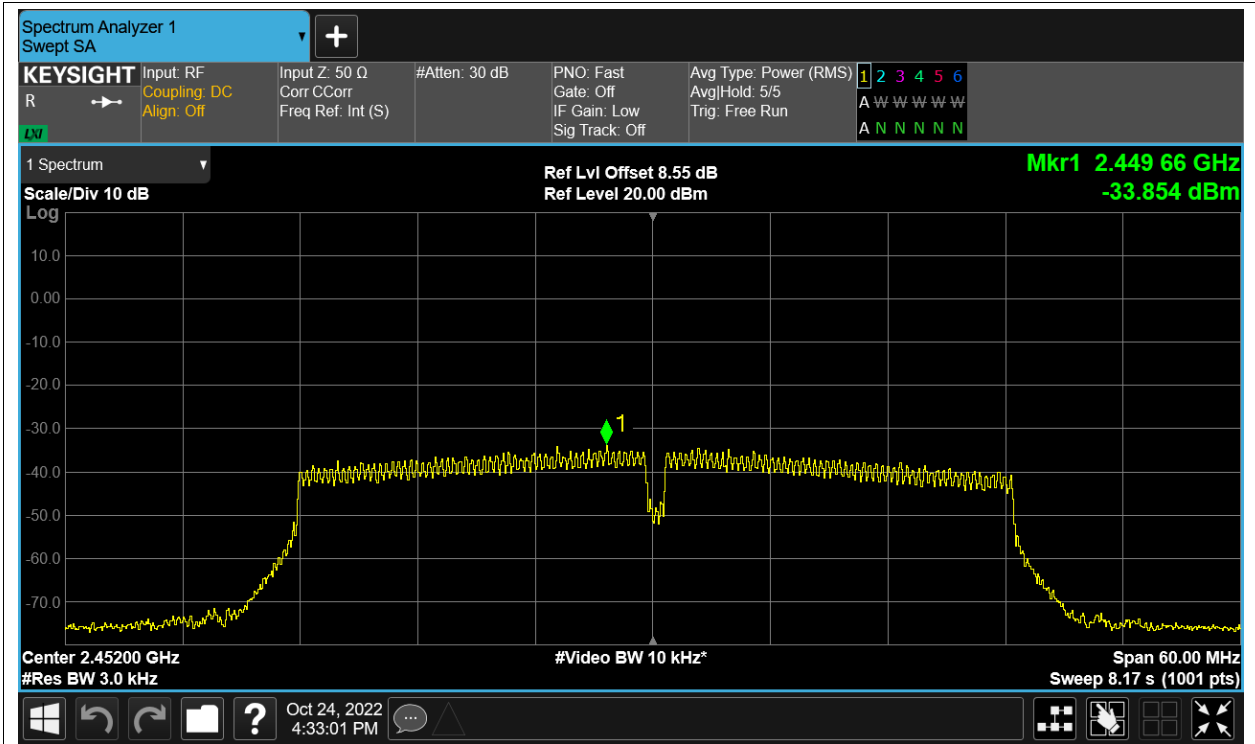 Spectrum Analyzer 1
Swept SA
KEYSIGHT
R
LXI
Input: RF
Coupling: DC
Align: Off
Input Z: 50 Ω
Corr CCorr
Freq Ref: Int (S)
#Atten: 30 dB
PNO: Fast
Gate: Off
IF Gain: Low
Sig Track: Off
Avg Type: Power (RMS)
Avg|Hold: 5/5
Trig: Free Run
1 2 3 4 5 6
A W W W W W
A N N N N N
1 Spectrum
Scale/Div 10 dB
Log
Ref Lvl Offset 8.55 dB
Ref Level 20.00 dBm
Mkr1 2.449 66 GHz
-33.854 dBm
10.0
0.00
-10.0
-20.0
-30.0
-40.0
-50.0
-60.0
-70.0
1
Center 2.45200 GHz
#Res BW 3.0 kHz
#Video BW 10 kHz*
Span 60.00 MHz
Sweep 8.17 s (1001 pts)
?
Oct 24, 2022
4:33:01 PM